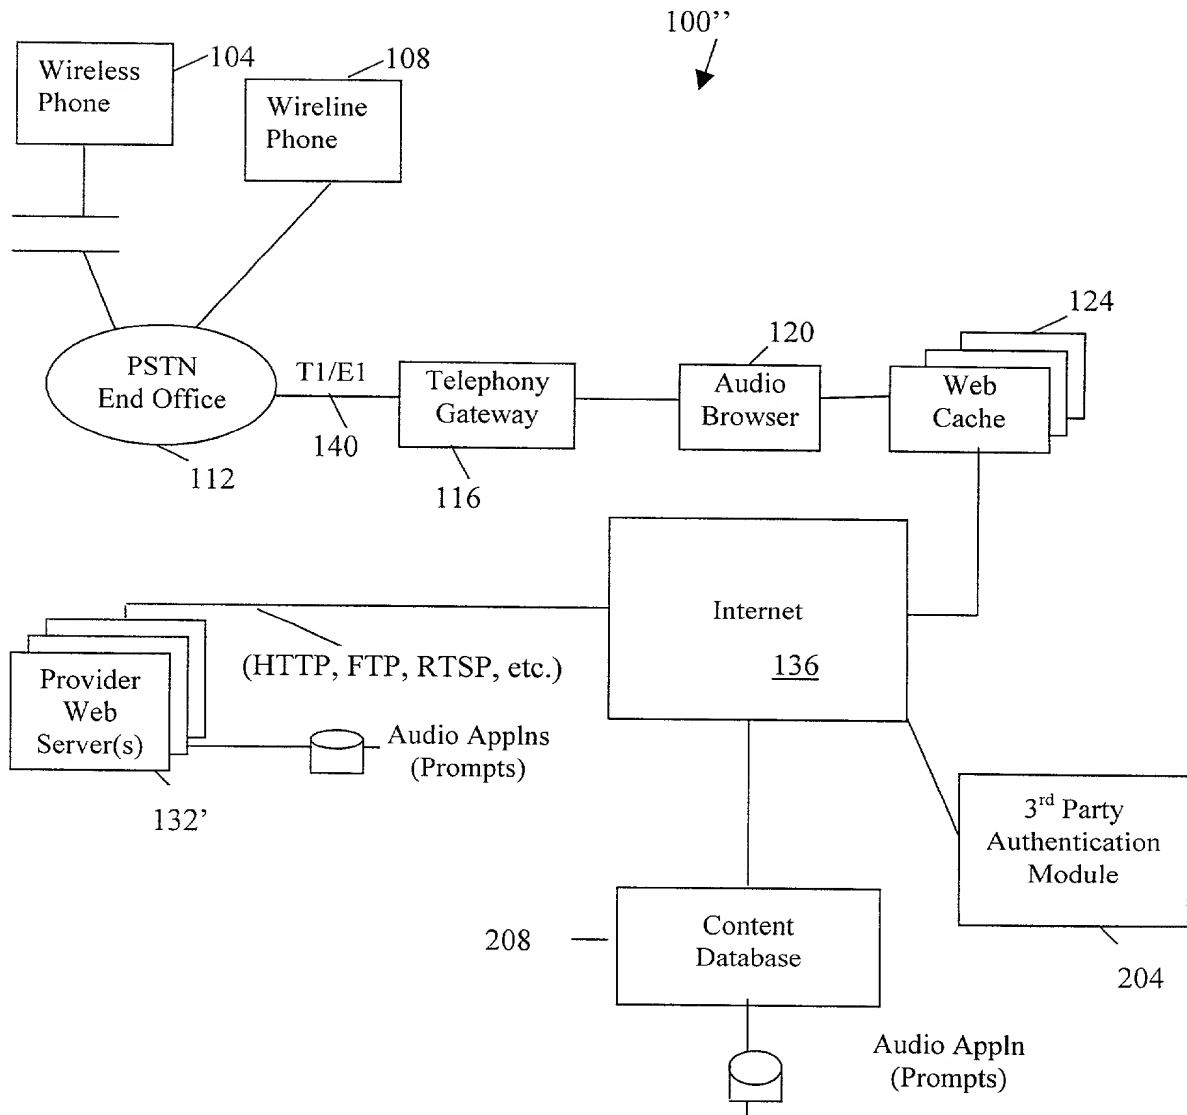 100’’
104
Wireless
Phone
108
Wireline
Phone
PSTN
End Office
112
T1/E1
140
Telephony
Gateway
116
120
Audio
Browser
124
Web
Cache
Internet
136
(HTTP, FTP, RTSP, etc.)
Provider
Web
Server(s)
132’
Audio Applns
(Prompts)
3rd Party
Authentication
Module
204
208
Content
Database
Audio Appln
(Prompts)